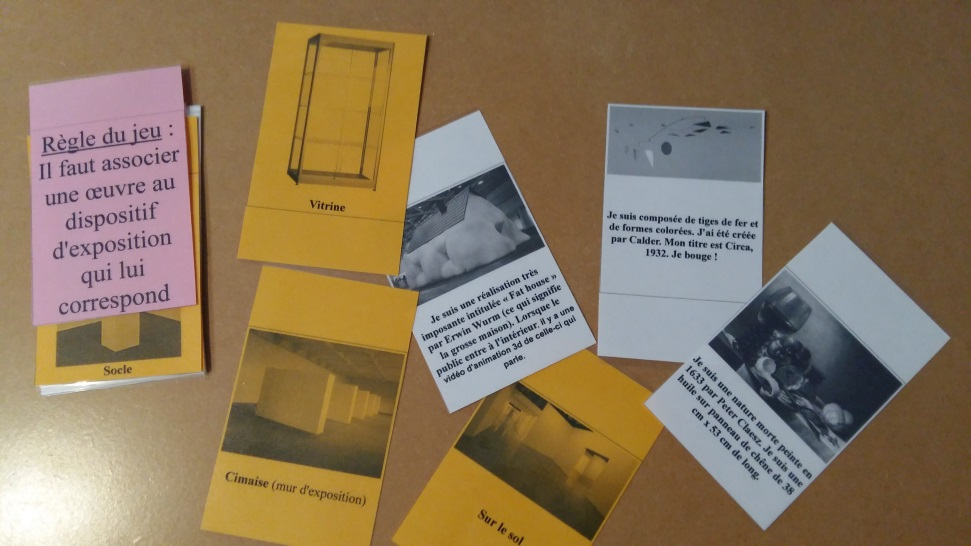 Règle du jeu :
Il faut associer
une œuvre au
dispositif
d'exposition
qui lui
correspond
Socle
Vitrine
Cimaise (mur d'exposition)
Je suis une réalisation très
imposante intitulée « Fat house »
par Erwin Wurm (ce qui signifie
la grosse maison). Lorsque le
public entre à l'intérieur, il y a une
vidéo d'animation 3d de celle-ci qui
parle.
Sur le sol
Je suis composée de tiges de fer et
de formes colorées. J'ai été créée
par Calder. Mon titre est Circa,
1932. Je bouge !
Je suis une nature morte peinte en
1633 par Peter Claesz. Je suis une
huile sur panneau de chêne de 38
cm x 53 cm de long.